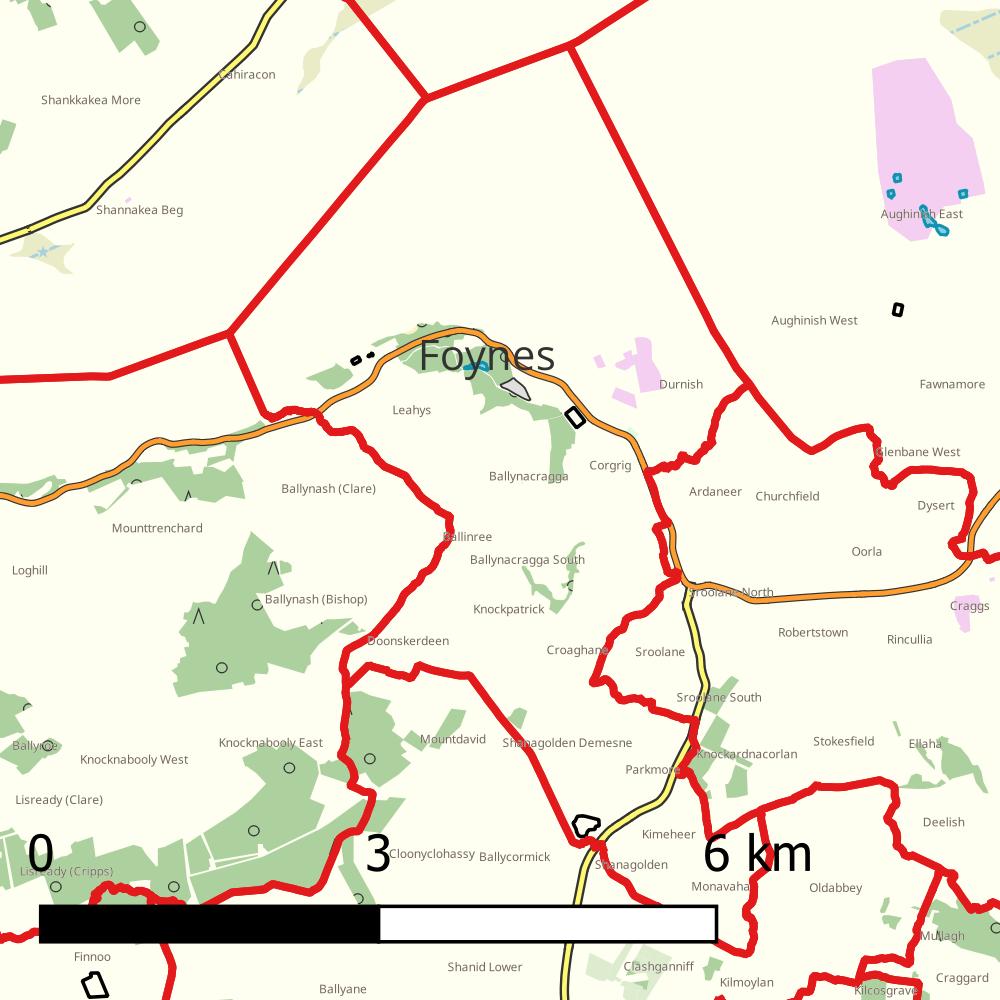 Cahiracon
Shankkakea More
Shannakea Beg
Aughinish East
Aughinish West
Foynes
Durnish
Fawnamore
Leahys
Glenbane West
Corgrig
Ballynacragga
Ballynash (Clare)
Ardaneer
Churchfield
Dysert
Mounttrenchard
Ballinree
Oorla
Ballynacragga South
Loghill
Sroolane North
Ballynash (Bishop)
Knockpatrick
Craggs
Robertstown
Rincullia
Doonskerdeen
Croaghane
Sroolane
Sroolane South
Ballyroe
Knocknabooly East
Mountdavid
Shanagolden Demesne
Stokesfield
Ellaha
Knocknabooly West
Knockardnacorlan
Parkmore
Lisready (Clare)
Deelish
Kimeheer
0
3
6 km
Cloonyclohassy
Ballycormick
Shanagolden
Lisready (Cripps)
Monavaha
Oldabbey
Mullagh
Finnoo
Shanid Lower
Clashganniff
Kilmoylan
Craggard
Ballyane
Kilcosgrave